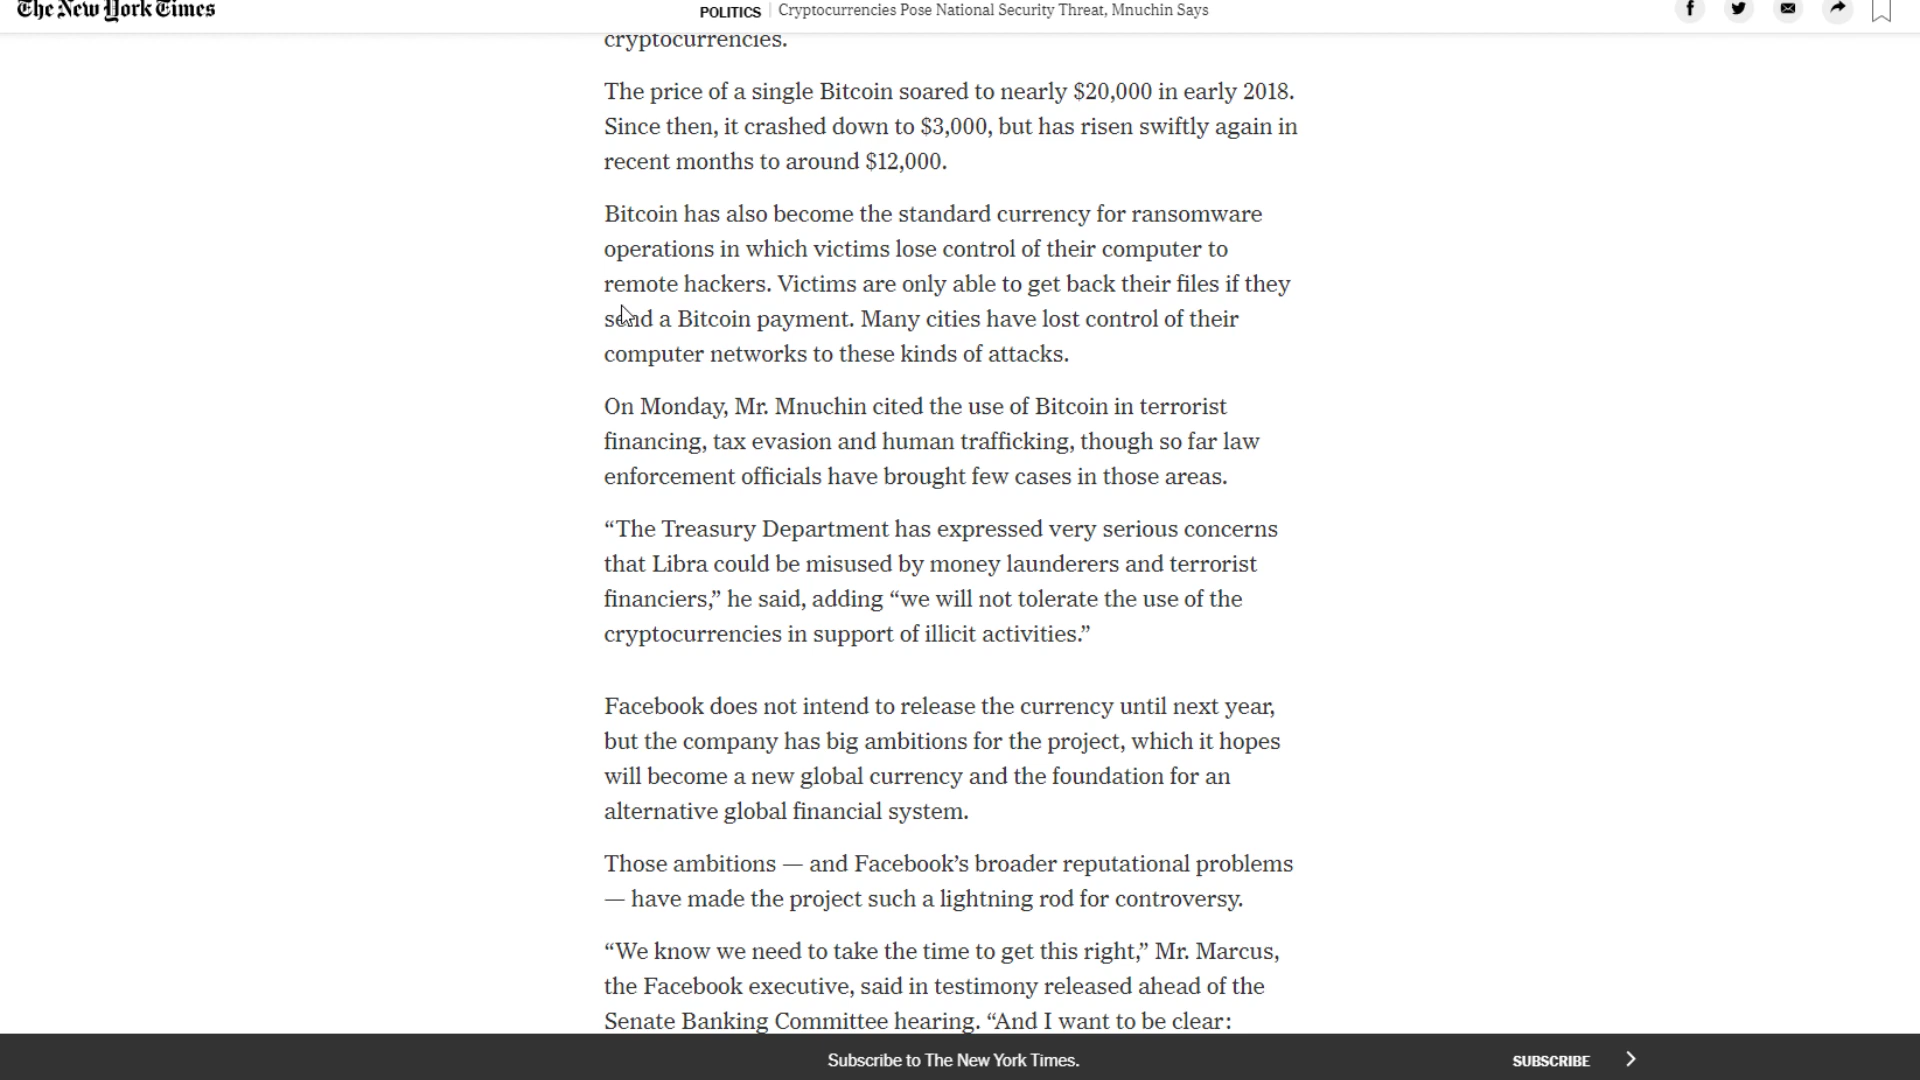 The New York Times
POLITICS | Cryptocurrencies Pose National Security Threat, Mnuchin Says
cryptocurrencies.
The price of a single Bitcoin soared to nearly $20,000 in early 2018.
Since then, it crashed down to $3,000, but has risen swiftly again in
recent months to around $12,000.
Bitcoin has also become the standard currency for ransomware
operations in which victims lose control of their computer to
remote hackers. Victims are only able to get back their files if they
send a Bitcoin payment. Many cities have lost control of their
computer networks to these kinds of attacks.
On Monday, Mr. Mnuchin cited the use of Bitcoin in terrorist
financing, tax evasion and human trafficking, though so far law
enforcement officials have brought few cases in those areas.
“The Treasury Department has expressed very serious concerns
that Libra could be misused by money launderers and terrorist
financiers,” he said, adding “we will not tolerate the use of the
cryptocurrencies in support of illicit activities.”
Facebook does not intend to release the currency until next year,
but the company has big ambitions for the project, which it hopes
will become a new global currency and the foundation for an
alternative global financial system.
Those ambitions — and Facebook’s broader reputational problems
— have made the project such a lightning rod for controversy.
“We know we need to take the time to get this right,” Mr. Marcus,
the Facebook executive, said in testimony released ahead of the
Senate Banking Committee hearing. “And I want to be clear:
Subscribe to The New York Times.
SUBSCRIBE